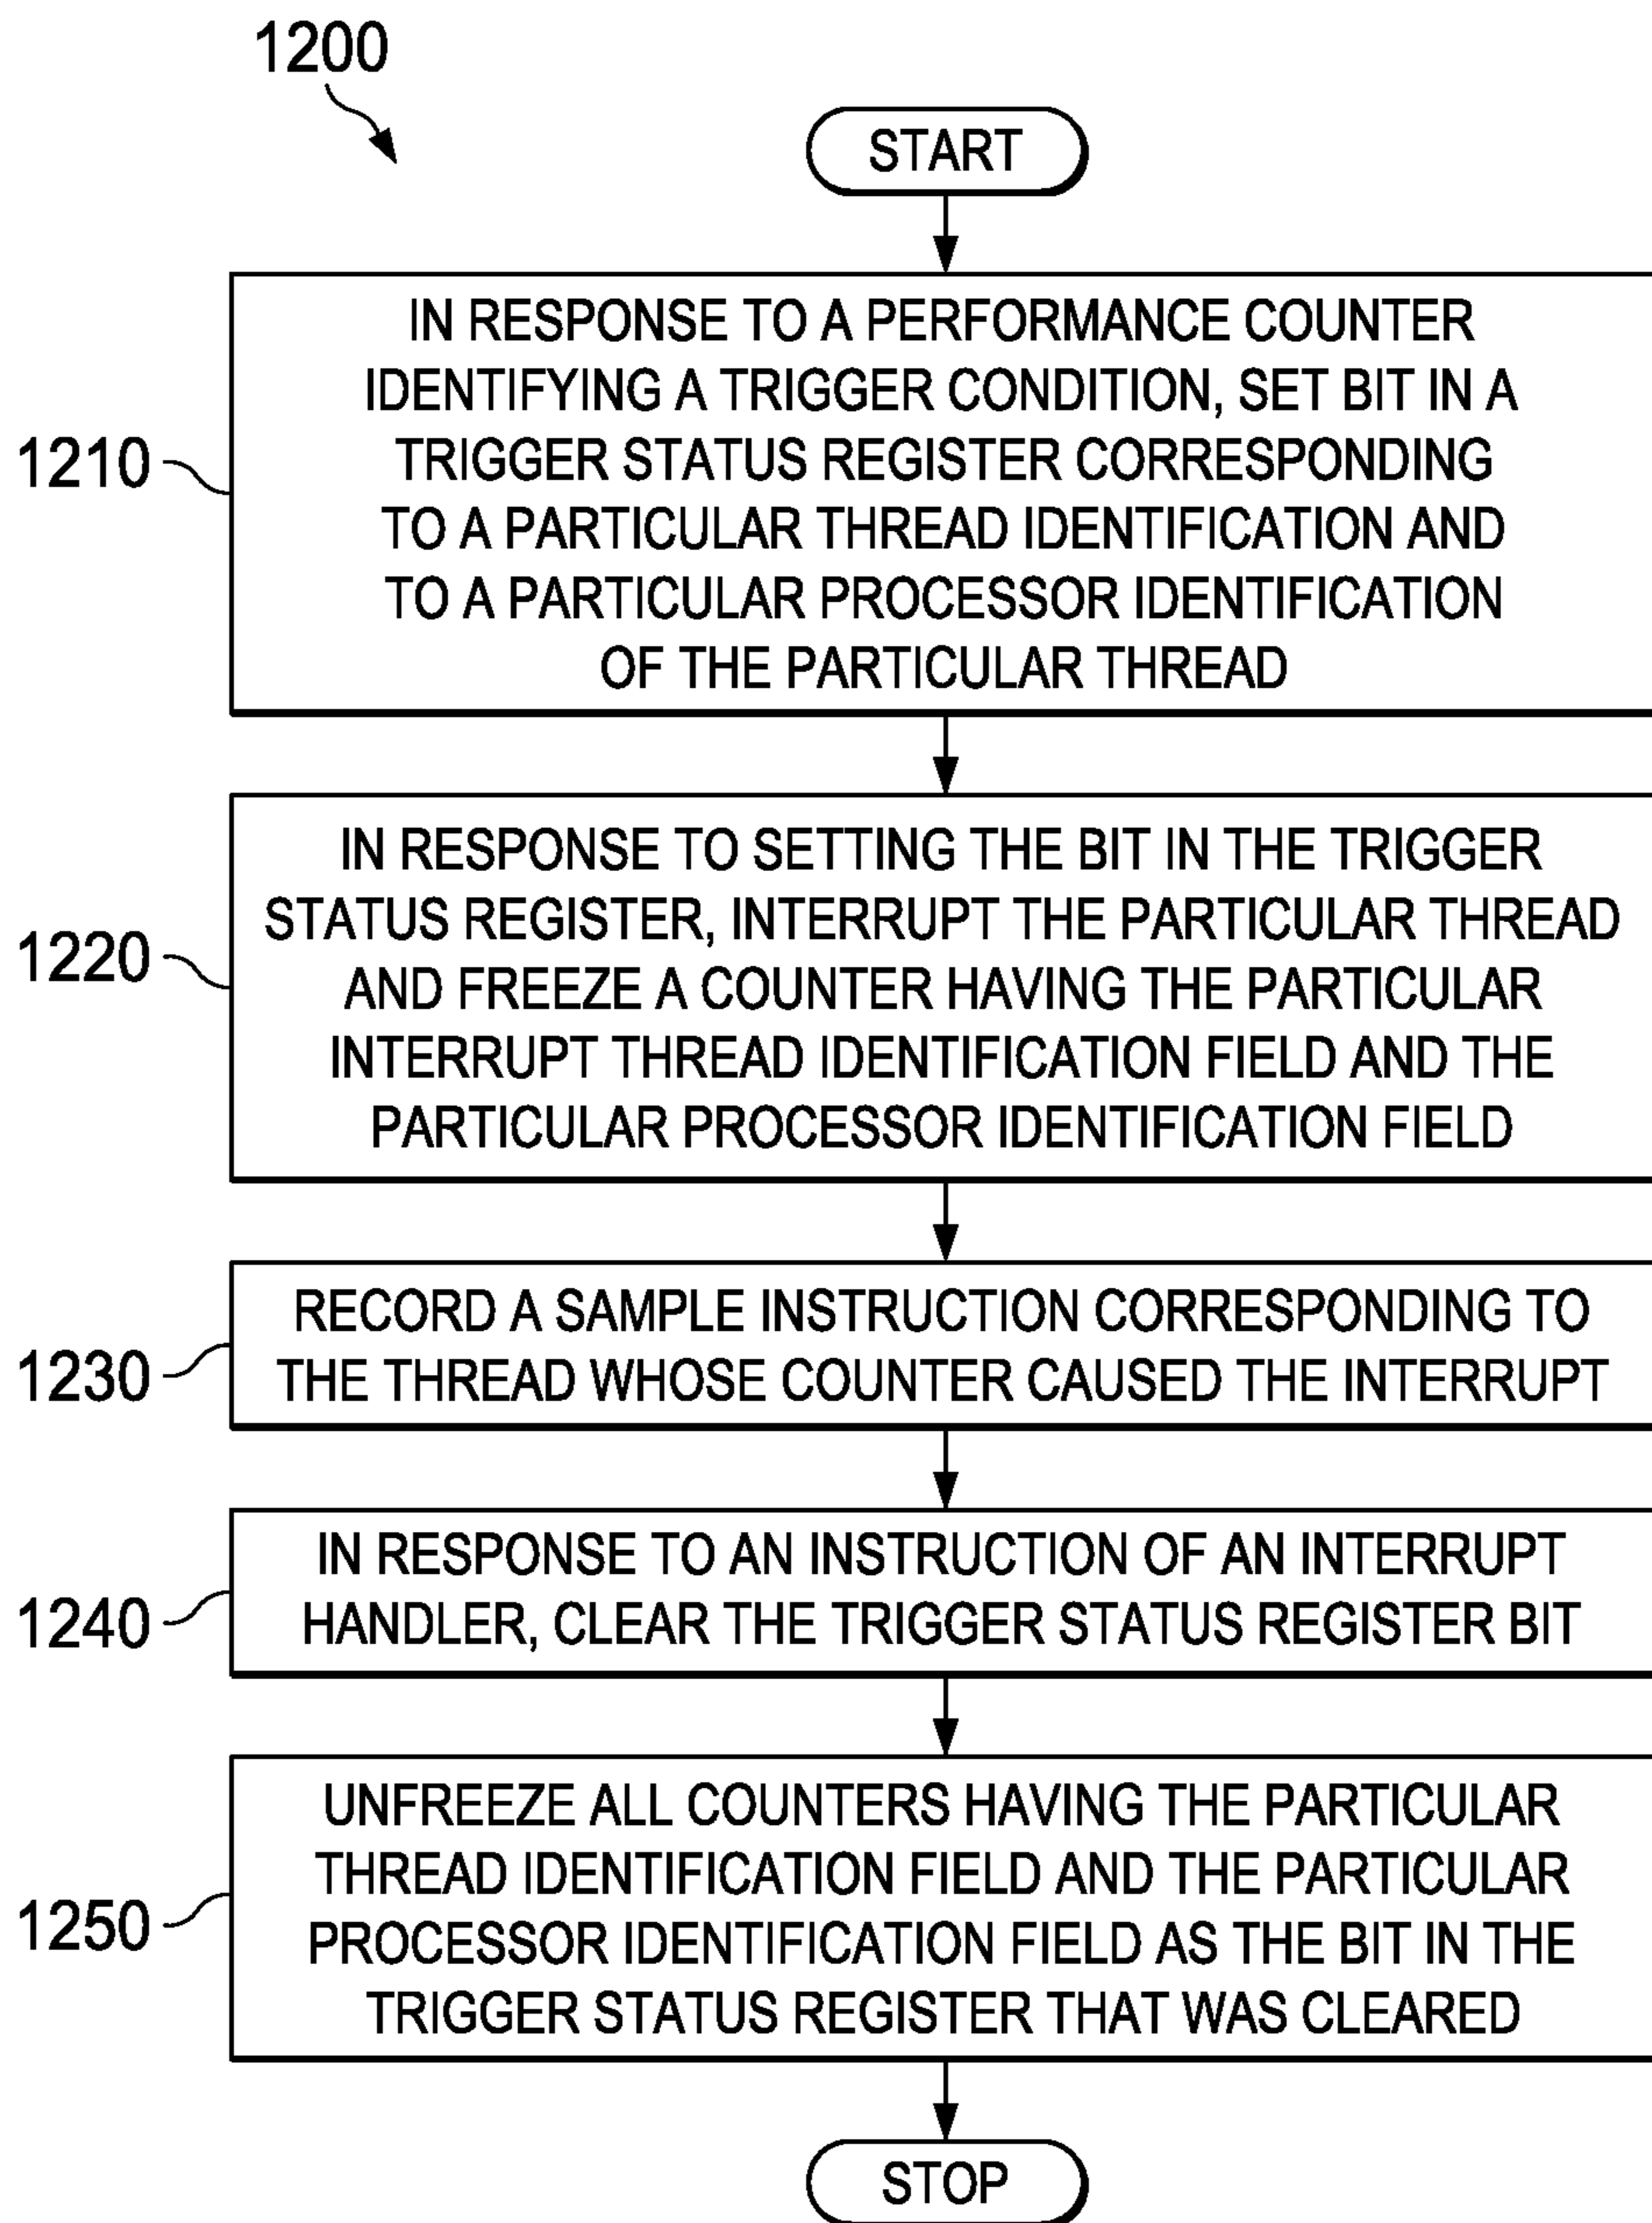 1200
START
1210
IN RESPONSE TO A PERFORMANCE COUNTER
IDENTIFYING A TRIGGER CONDITION, SET BIT IN A
TRIGGER STATUS REGISTER CORRESPONDING
TO A PARTICULAR THREAD IDENTIFICATION AND
TO A PARTICULAR PROCESSOR IDENTIFICATION
OF THE PARTICULAR THREAD
1220
IN RESPONSE TO SETTING THE BIT IN THE TRIGGER
STATUS REGISTER, INTERRUPT THE PARTICULAR THREAD
AND FREEZE A COUNTER HAVING THE PARTICULAR
INTERRUPT THREAD IDENTIFICATION FIELD AND THE
PARTICULAR PROCESSOR IDENTIFICATION FIELD
1230
RECORD A SAMPLE INSTRUCTION CORRESPONDING TO
THE THREAD WHOSE COUNTER CAUSED THE INTERRUPT
1240
IN RESPONSE TO AN INSTRUCTION OF AN INTERRUPT
HANDLER, CLEAR THE TRIGGER STATUS REGISTER BIT
1250
UNFREEZE ALL COUNTERS HAVING THE PARTICULAR
THREAD IDENTIFICATION FIELD AND THE PARTICULAR
PROCESSOR IDENTIFICATION FIELD AS THE BIT IN THE
TRIGGER STATUS REGISTER THAT WAS CLEARED
STOP